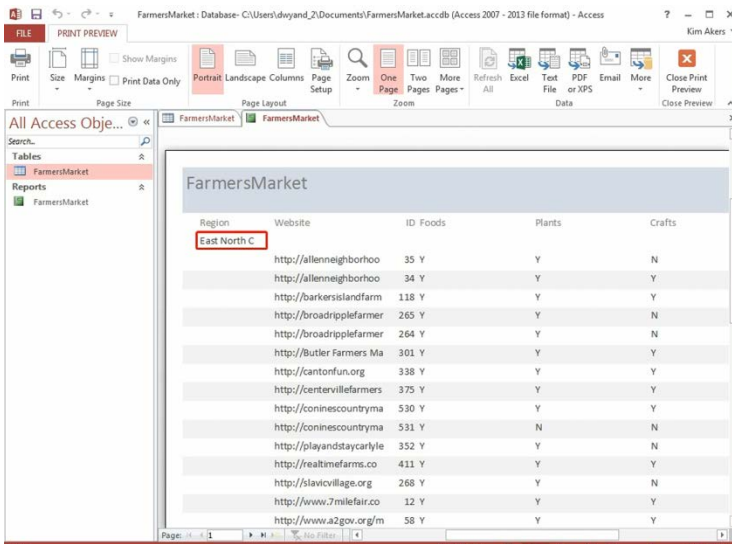 FarmersMarket : Database- C:\Users\dwyand_2\Documents\FarmersMarket.accdb (Access 2007 - 2013 file format) - Access
FILE PRINT PREVIEW Kim Akers
Print Size Margins Show Margins Print Data Only Portrait Landscape Columns Page Setup Zoom One Page Two Pages More Pages Refresh All Excel Text File PDF or XPS Email More Close Print Preview
Print Page Size Page Layout Zoom Data Close Preview
All Access Obje...
Search...
Tables
FarmersMarket
Reports
FarmersMarket
FarmersMarket FarmersMarket
FarmersMarket
Region Website ID Foods Plants Crafts
East North C
http://allenneighborhoo 35 Y Y N
http://allenneighborhoo 34 Y Y Y
http://barkersislandfarm 118 Y Y Y
http://broadripplefarmer 265 Y Y N
http://broadripplefarmer 264 Y Y N
http://Butler Farmers Ma 301 Y Y Y
http://cantonfun.org 338 Y Y Y
http://centervillefarmers 375 Y Y Y
http://coninescountryma 530 Y Y Y
http://coninescountryma 531 Y N N
http://playandstaycarlyle 352 Y Y N
http://realtimefarms.co 411 Y Y Y
http://slavicvillage.org 268 Y Y N
http://www.7milefair.co 12 Y Y Y
http://www.a2gov.org/m 58 Y Y Y
Page: 1 No Filter